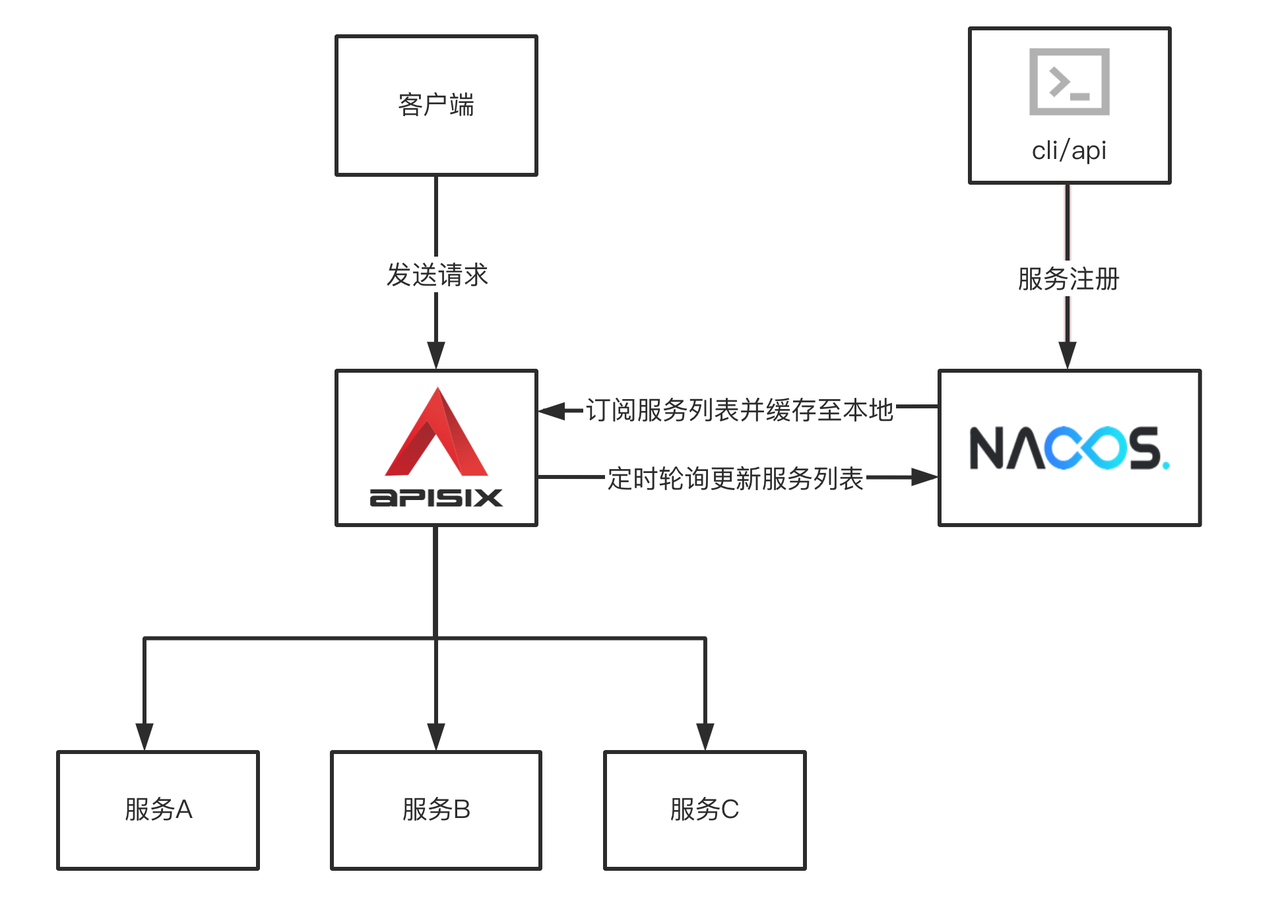 客户端
cli/api
发送请求
服务注册
APISIX
订阅服务列表并缓存至本地
定时轮询更新服务列表
NACOS.
服务A
服务B
服务C